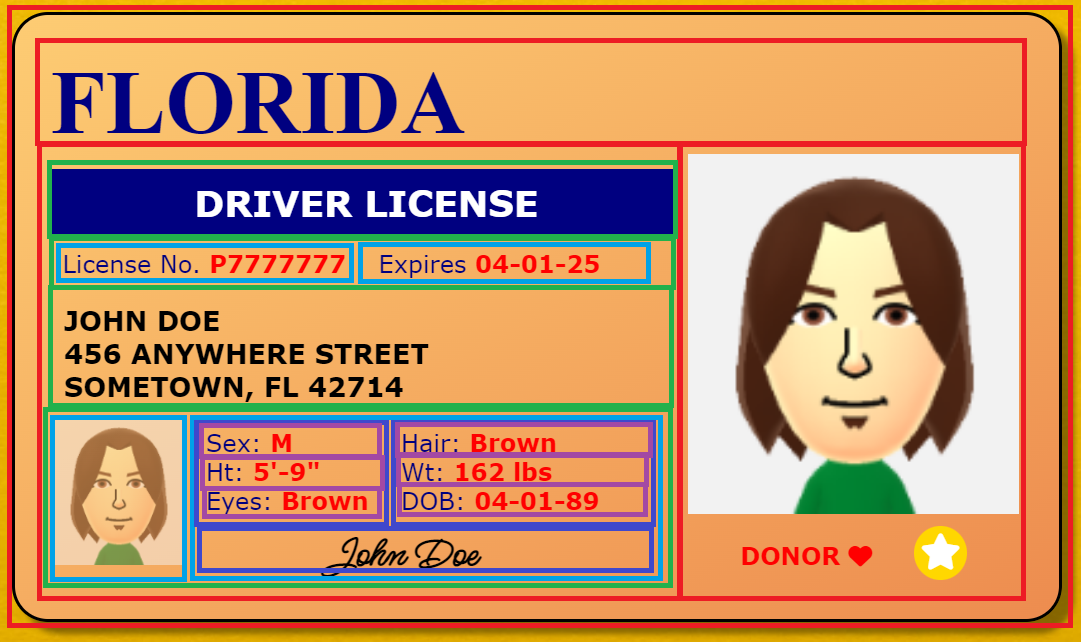 FLORIDA
DRIVER LICENSE
License No. P7777777 Expires 04-01-25
JOHN DOE
456 ANYWHERE STREET
SOMETOWN, FL 42714
Sex: M Hair: Brown
Ht: 5'-9" Wt: 162 lbs
Eyes: Brown DOB: 04-01-89
John Doe
DONOR